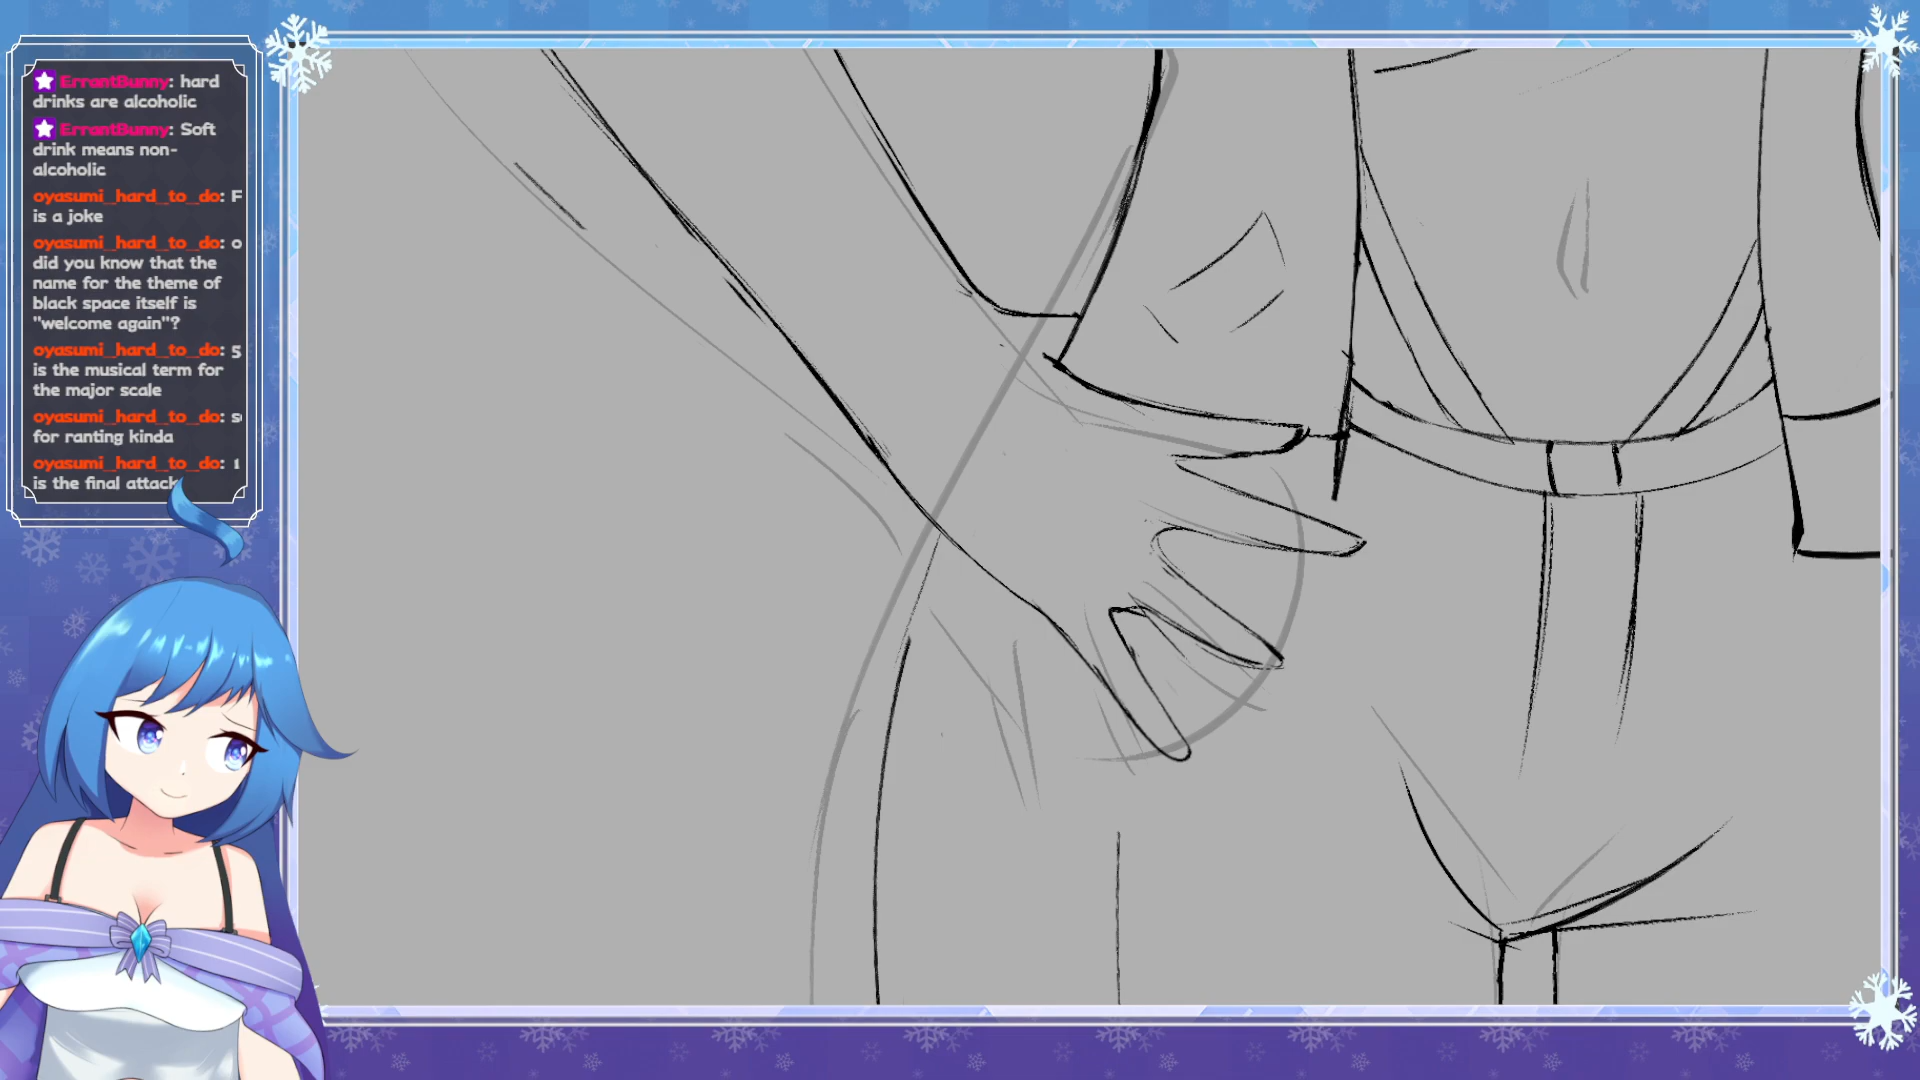 ErrantBunny: hard
drinks are alcoholic
ErrantBunny: Soft
drink means non-
alcoholic
oyasumi_hard_to_do: F
is a joke
oyasumi_hard_to_do: o
did you know that the
name for the theme of
black space itself is
"welcome again"?
oyasumi_hard_to_do: 5
is the musical term for
the major scale
oyasumi_hard_to_do:
for ranting kinda
oyasumi_hard_to_do: 1
is the final attack